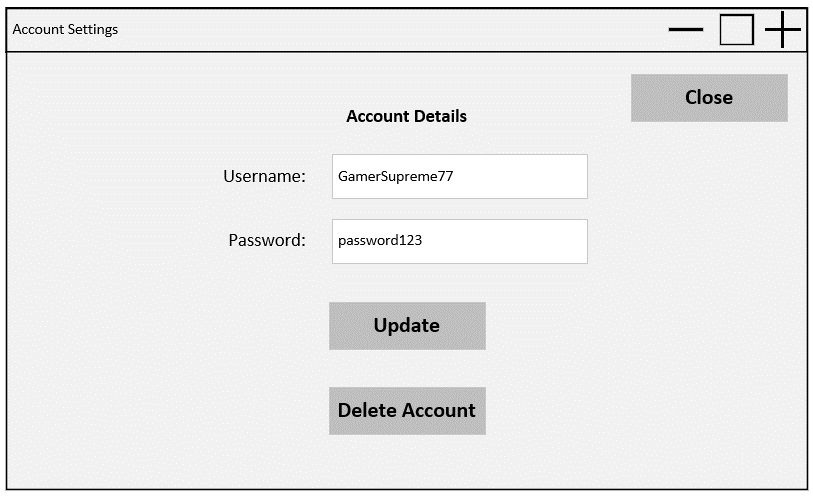 Account Settings
Close
Account Details
Username: GamerSupreme77
Password: password123
Update
Delete Account